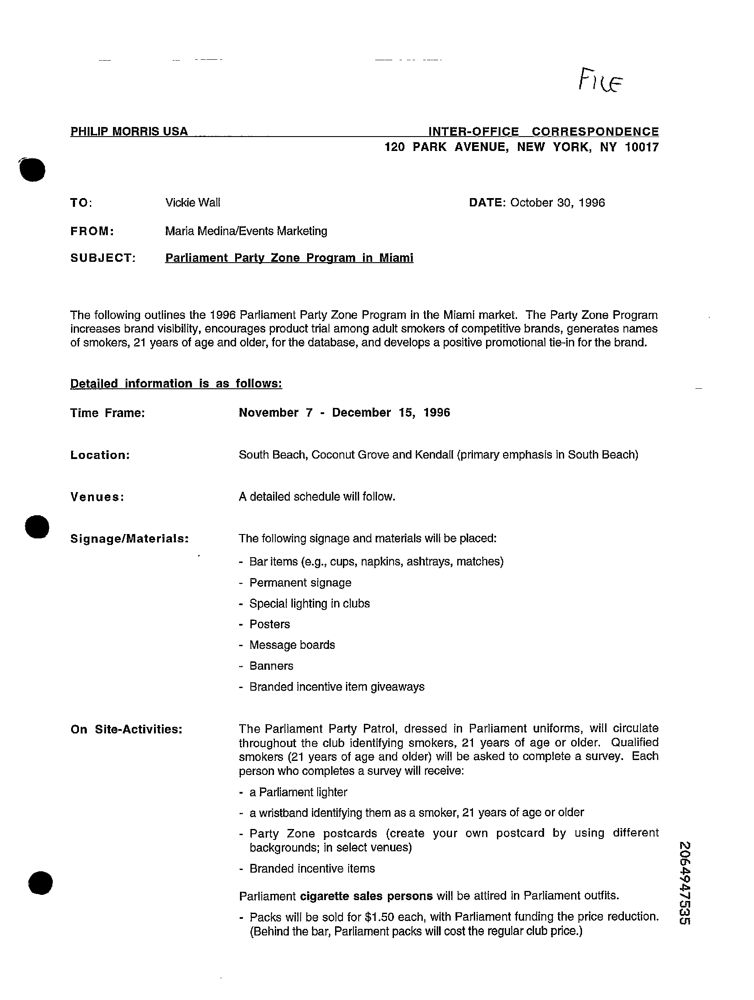 FILE
PHILIP MORRIS USA INTER-OFFICE CORRESPONDENCE
120 PARK AVENUE, NEW YORK, NY 10017
TO: Vickie Wall DATE: October 30, 1996
FROM: Maria Medina/Events Marketing
SUBJECT: Parliament Party Zone Program in Miami
The following outlines the 1996 Parliament Party Zone Program in the Miami market. The Party Zone Program
increases brand visibility, encourages product trial among adult smokers of competitive brands, generates names
of smokers, 21 years of age and older, for the database, and develops a positive promotional tie-in for the brand.
Detailed information is as follows:
Time Frame: November 7 - December 15, 1996
Location: South Beach, Coconut Grove and Kendall (primary emphasis in South Beach)
Venues: A detailed schedule will follow.
Signage/Materials: The following signage and materials will be placed:
- Bar items (e.g., cups, napkins, ashtrays, matches)
- Permanent signage
- Special lighting in clubs
- Posters
- Message boards
- Banners
- Branded incentive item giveaways
On Site-Activities: The Parliament Party Patrol, dressed in Parliament uniforms, will circulate
throughout the club identifying smokers, 21 years of age or older. Qualified
smokers (21 years of age and older) will be asked to complete a survey. Each
person who completes a survey will receive:
- a Parliament lighter
- a wristband identifying them as a smoker, 21 years of age or older
- Party Zone postcards (create your own postcard by using different
backgrounds; in select venues)
- Branded incentive items
Parliament cigarette sales persons will be attired in Parliament outfits.
- Packs will be sold for $1.50 each, with Parliament funding the price reduction.
(Behind the bar, Parliament packs will cost the regular club price.)
2064947535